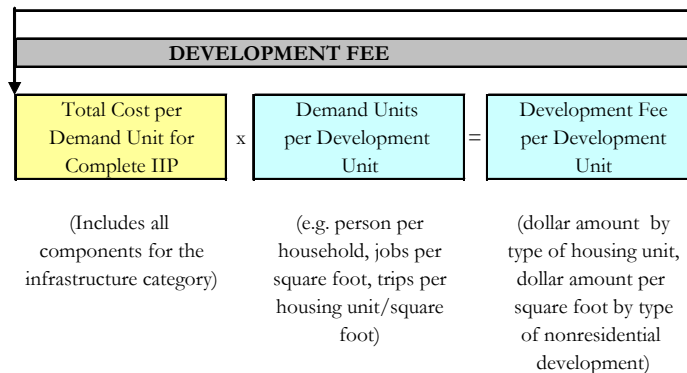 DEVELOPMENT FEE
Total Cost per
Demand Unit for
Complete IIP
x
Demand Units
per Development
Unit
=
Development Fee
per Development
Unit
(Includes all
components for the
infrastructure category)
(e.g. person per
household, jobs per
square foot, trips per
housing unit/square
foot)
(dollar amount by
type of housing unit,
dollar amount per
square foot by type
of nonresidential
development)